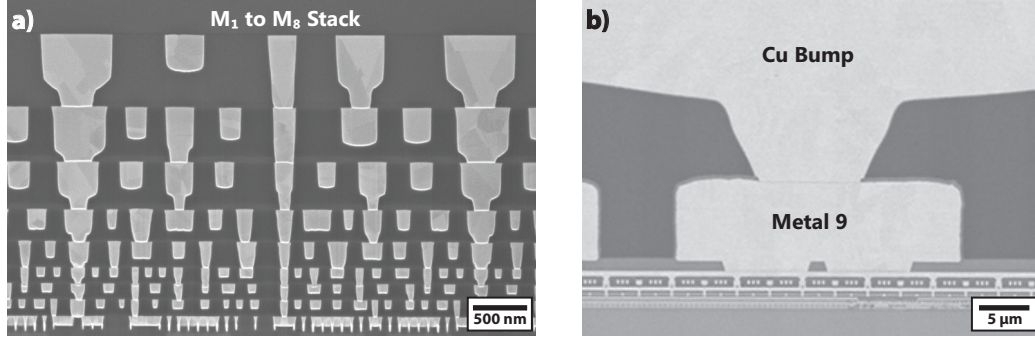 a)
M₁ to M₈ Stack
500 nm
b)
Cu Bump
Metal 9
5 µm